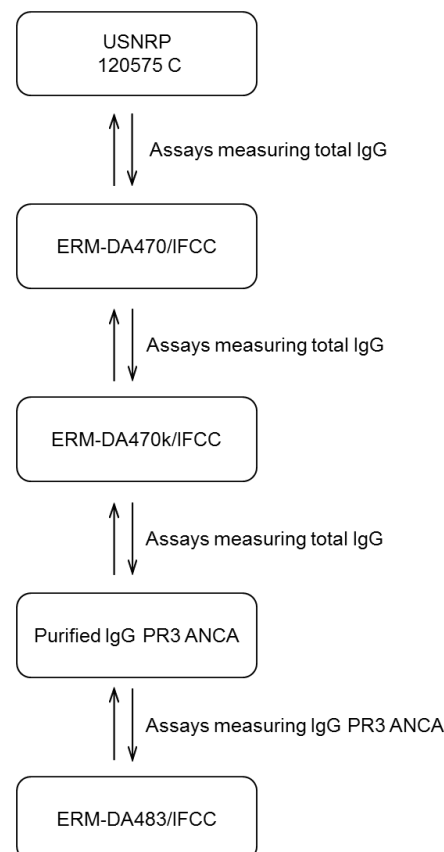 USNRP
120575 C
Assays measuring total IgG
ERM-DA470/IFCC
Assays measuring total IgG
ERM-DA470k/IFCC
Assays measuring total IgG
Purified IgG PR3 ANCA
Assays measuring IgG PR3 ANCA
ERM-DA483/IFCC